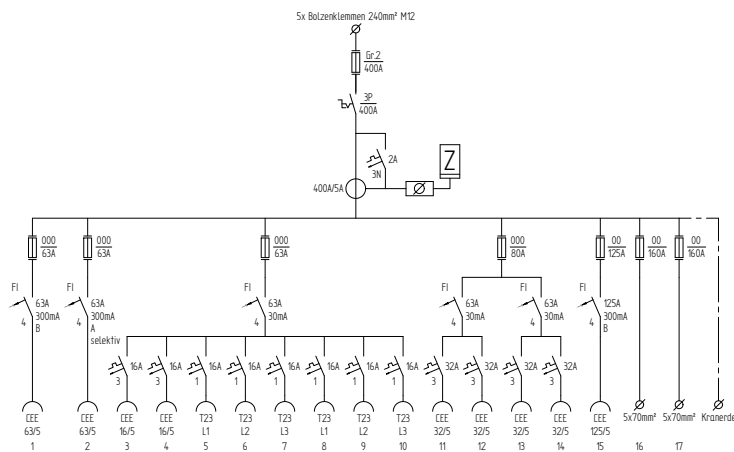 5x Bolzenklemmen 240mm² M12
Gr.2
400A
3P
400A
2A
3N
Z
400A/5A
000
63A
000
63A
000
63A
000
80A
00
125A
00
160A
00
160A
FI
63A
300mA
4
B
FI
63A
300mA
4
A
selektiv
FI
63A
30mA
4
FI
63A
30mA
4
FI
63A
30mA
4
FI
125A
300mA
4
B
16A
3
16A
3
16A
1
16A
1
16A
1
16A
1
16A
1
16A
1
32A
3
32A
3
32A
3
32A
3
CEE CEE CEE CEE T23 T23 T23 T23 T23 T23 CEE CEE CEE CEE CEE 5x70mm² 5x70mm² Kranerde
63/5 63/5 16/5 16/5 L1 L2 L3 L1 L2 L3 32/5 32/5 32/5 32/5 125/5
1 2 3 4 5 6 7 8 9 10 11 12 13 14 15 16 17